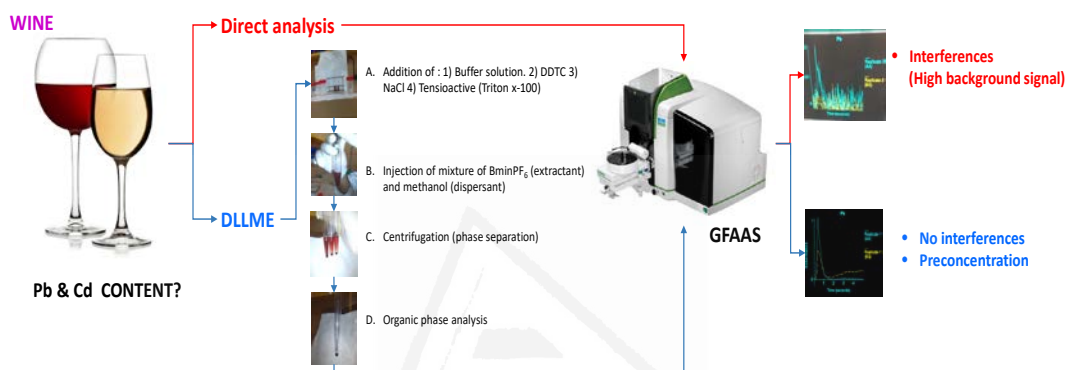 WINE
Direct analysis
A. Addition of : 1) Buffer solution. 2) DDTC 3)
NaCl 4) Tensioactive (Triton x-100)
B. Injection of mixture of BminPF6 (extractant)
and methanol (dispersant)
DLLME
C. Centrifugation (phase separation)
D. Organic phase analysis
Pb & Cd CONTENT?
GFAAS
• Interferences
(High background signal)
• No interferences
• Preconcentration